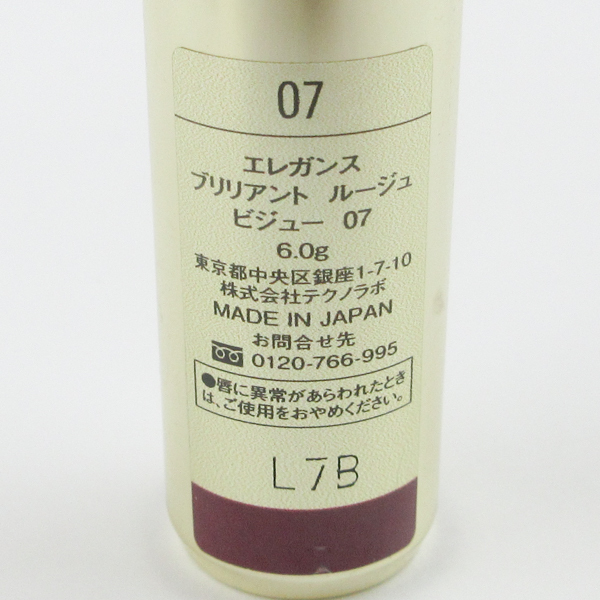 07
エレガンス
ブリリアント ルージュ
ビジュー 07
6.0g
東京都中央区銀座1-7-10
株式会社テクノラボ
MADE IN JAPAN
お問合せ先
0120-766-995
●唇に異常があらわれたとき
は、ご使用をおやめください。
L7B